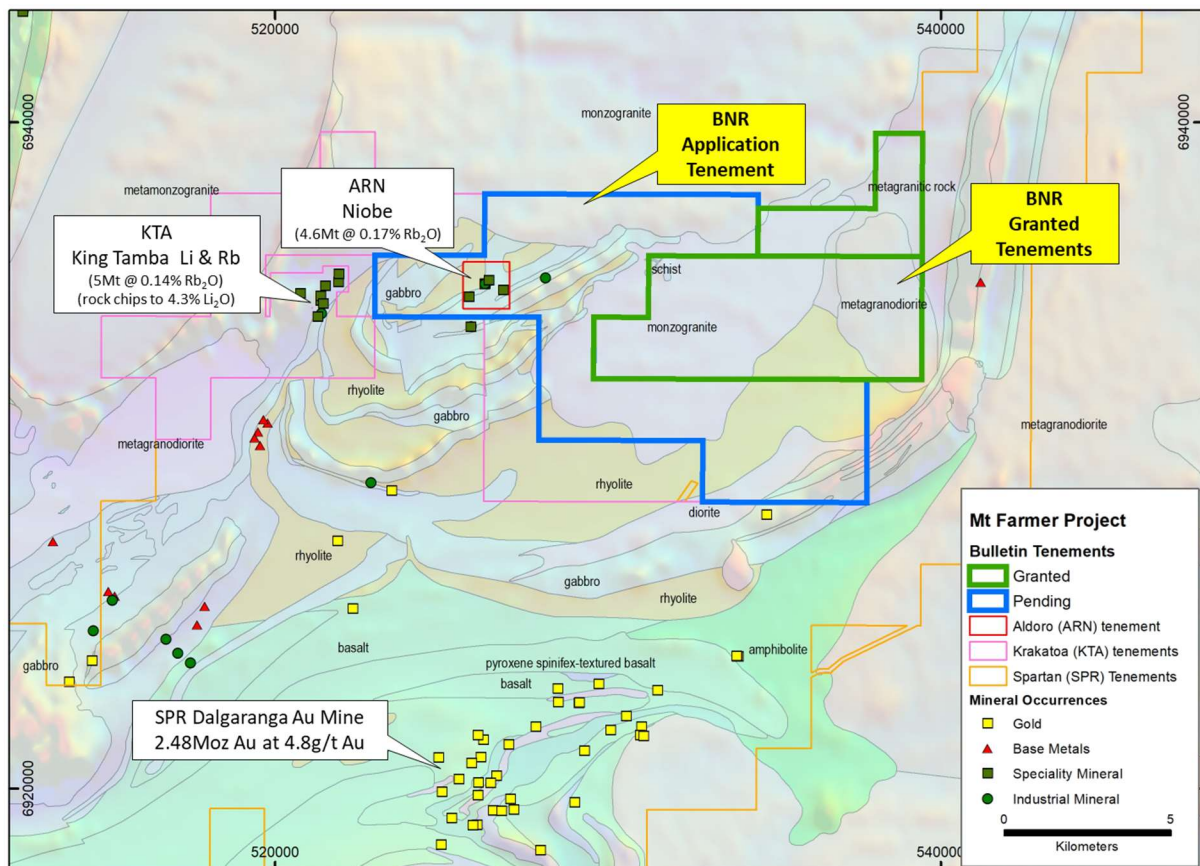 520000
540000
6940000
6940000
monzogranite
BNR
Application
Tenement
metamonzogranite
ARN
Niobe
(4.6Mt @ 0.17% Rb₂O)
metagranitic rock
BNR
Granted
Tenements
KTA
King Tamba Li & Rb
(5Mt @ 0.14% Rb₂O)
(rock chips to 4.3% Li₂O)
schist
gabbro
metagranodiorite
monzogranite
rhyolite
gabbro
metagranodiorite
metagranodiorite
rhyolite
diorite
rhyolite
gabbro
rhyolite
basalt
amphibolite
gabbro
pyroxene spinifex-textured basalt
basalt
SPR Dalgaranga Au Mine
2.48Moz Au at 4.8g/t Au
6920000
520000
540000
Mt Farmer Project
Bulletin Tenements
Granted
Pending
Aldoro (ARN) tenement
Krakatoa (KTA) tenements
Spartan (SPR) Tenements
Mineral Occurrences
Gold
Base Metals
Speciality Mineral
Industrial Mineral
0 5
Kilometers
6920000